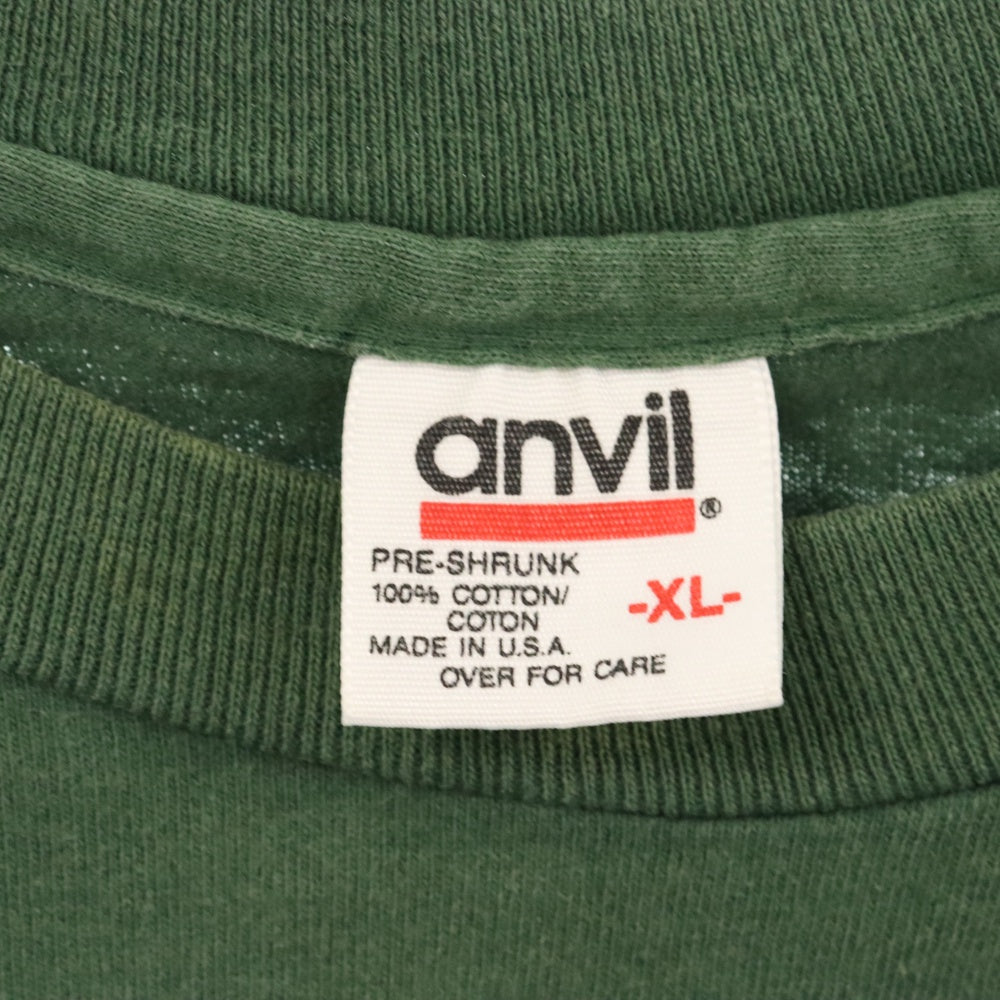 anvil
®
PRE-SHRUNK
100% COTTON/
COTON
-XL-
MADE IN U.S.A.
OVER FOR CARE